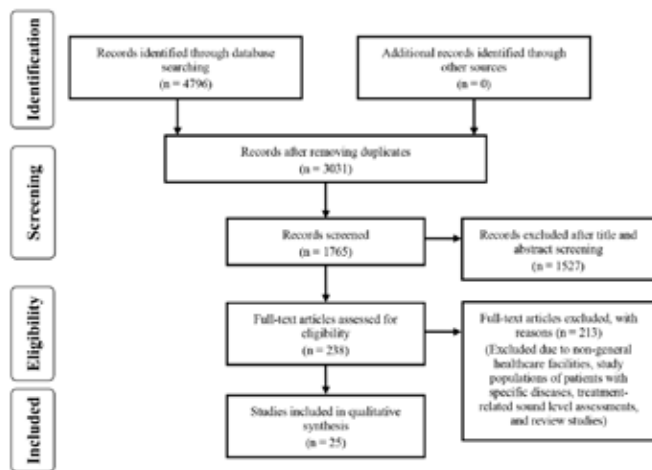 Identification
Records identified through database
searching
(n = 4796)
Additional records identified through
other sources
(n = 0)
Screening
Records after removing duplicates
(n = 3031)
Records screened
(n = 1765)
Records excluded after title and
abstract screening
(n = 1527)
Eligibility
Full-text articles assessed for
eligibility
(n = 238)
Full-text articles excluded, with
reasons (n = 213)
(Excluded due to non-general
healthcare facilities, study
populations of patients with
specific diseases, treatment-
related sound level assessments,
and review studies)
Included
Studies included in qualitative
synthesis
(n = 25)